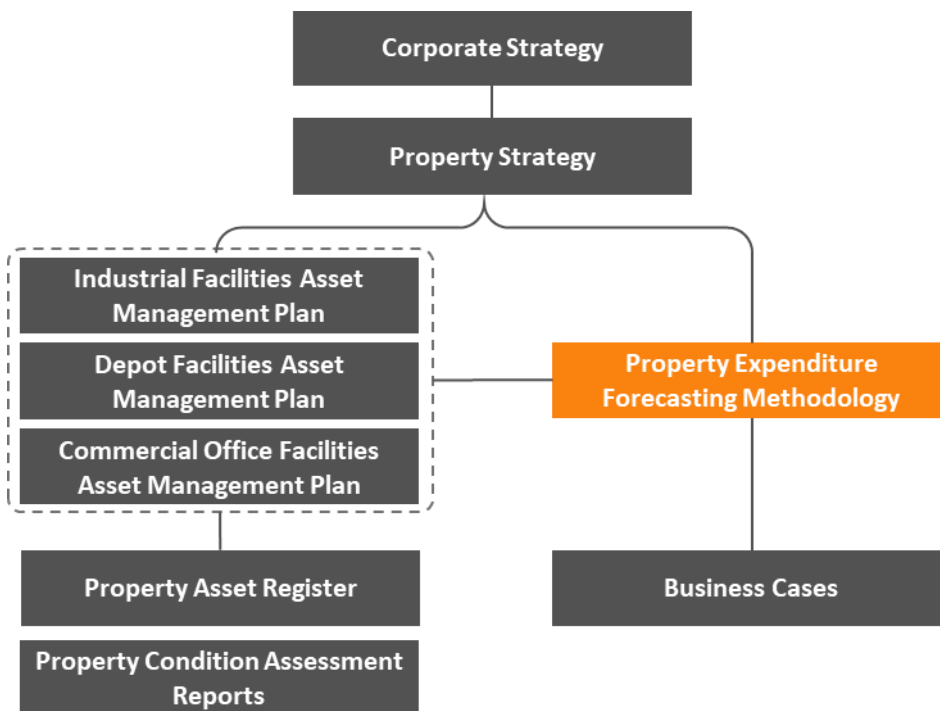 Corporate Strategy
Property Strategy
Industrial Facilities Asset
Management Plan
Depot Facilities Asset
Management Plan
Commercial Office Facilities
Asset Management Plan
Property Expenditure
Forecasting Methodology
Property Asset Register
Business Cases
Property Condition Assessment
Reports